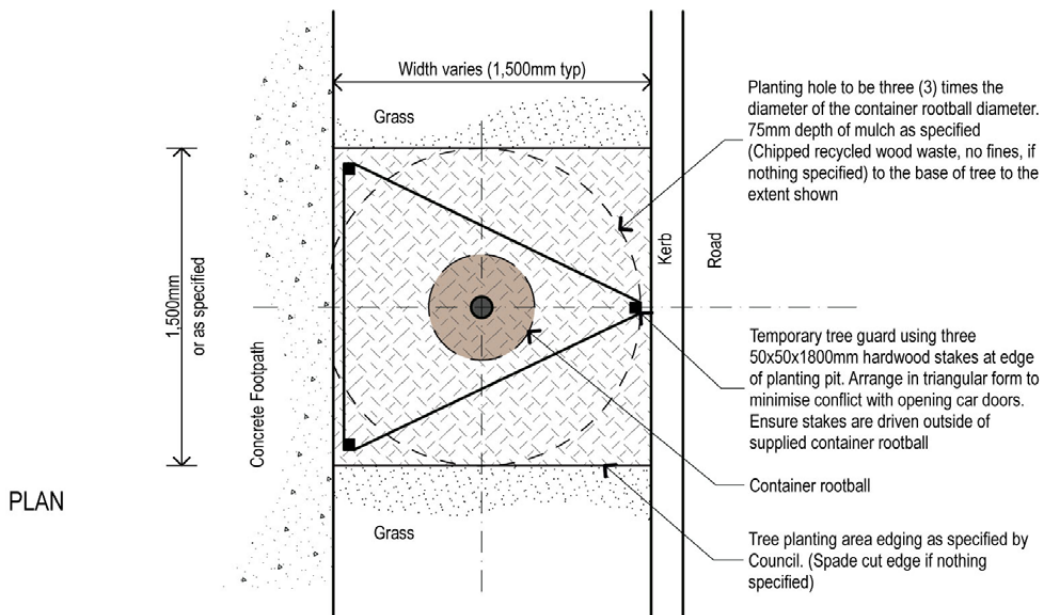 Width varies (1,500mm typ)
Grass
Planting hole to be three (3) times the
diameter of the container rootball diameter.
75mm depth of mulch as specified
(Chipped recycled wood waste, no fines, if
nothing specified) to the base of tree to the
extent shown
Kerb
Road
1,500mm
or as specified
Concrete Footpath
Temporary tree guard using three
50x50x1800mm hardwood stakes at edge
of planting pit. Arrange in triangular form to
minimise conflict with opening car doors.
Ensure stakes are driven outside of
supplied container rootball
Container rootball
PLAN
Grass
Tree planting area edging as specified by
Council. (Spade cut edge if nothing
specified)